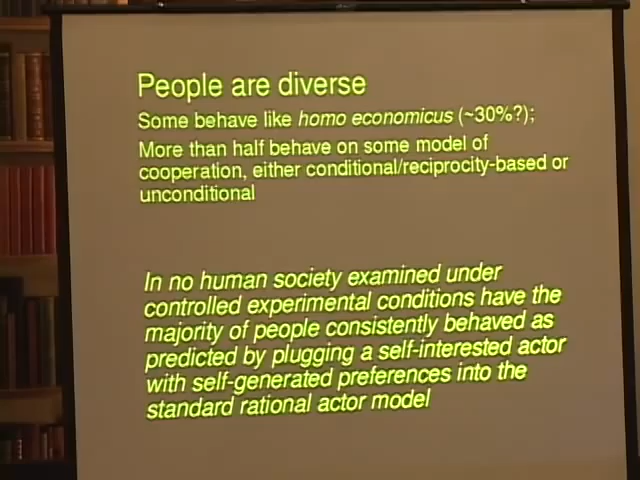 People are diverse
Some behave like homo economicus (~30%?);
More than half behave on some model of
cooperation, either conditional/reciprocity-based or
unconditional
In no human society examined under
controlled experimental conditions have the
majority of people consistently behaved as
predicted by plugging a self-interested actor
with self-generated preferences into the
standard rational actor model